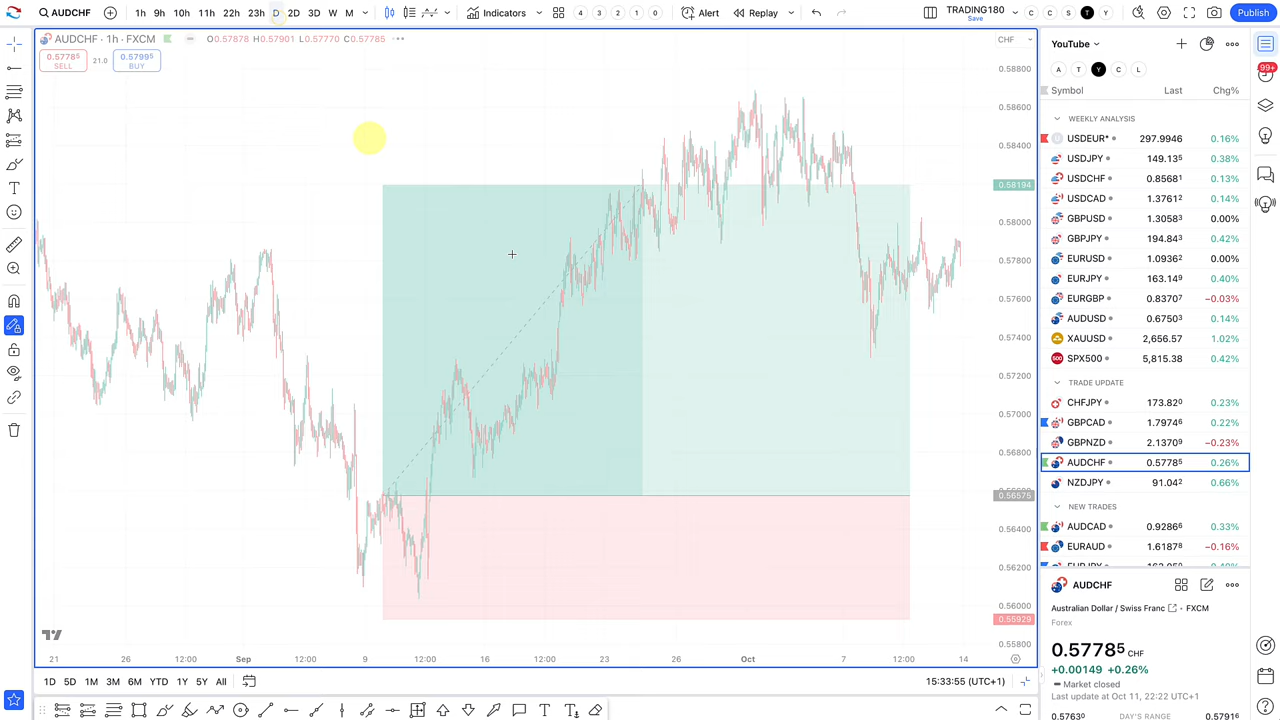 AUDCHF 1h 9h 10h 11h 22h 23h D 2D 3D W M Indicators 4 3 2 1 0 Alert Replay TRADING180 Save C C S T Y Publish
AUDCHF · 1h · FXCM O0.57878 H0.57901 L0.57770 C0.57785
0.57785 SELL 21.0 0.57995 BUY
CHF
0.58800
0.58600
0.58400
0.58194
0.58000
0.57800
0.57600
0.57400
0.57200
0.57000
0.56800
0.56575
0.56400
0.56200
0.56000
0.55929
0.55800
21 26 12:00 Sep 12:00 9 12:00 16 12:00 23 26 Oct 7 12:00 14
1D 5D 1M 3M 6M YTD 1Y 5Y All
15:33:55 (UTC+1)
YouTube
A T Y C L
99+
Symbol Last Chg%
WEEKLY ANALYSIS
USDEUR* 297.9946 0.16%
USDJPY 149.135 0.38%
USDCHF 0.85681 0.13%
USDCAD 1.37612 0.14%
GBPUSD 1.30583 0.00%
GBPJPY 194.843 0.42%
EURUSD 1.09362 0.00%
EURJPY 163.149 0.40%
EURGBP 0.83707 −0.03%
AUDUSD 0.67503 0.14%
XAUUSD 2,656.57 1.02%
SPX500 5,815.38 0.42%
TRADE UPDATE
CHFJPY 173.820 0.23%
GBPCAD 1.79746 0.22%
GBPNZD 2.13709 −0.23%
AUDCHF 0.57785 0.26%
NZDJPY 91.042 0.66%
NEW TRADES
AUDCAD 0.92866 0.33%
EURAUD 1.61878 −0.16%
AUDCHF
Australian Dollar / Swiss Franc · FXCM
Forex
0.57785 CHF
+0.00149 +0.26%
Market closed
Last update at Oct 11, 22:22 UTC+1
0.57630 DAY'S RANGE 0.57916